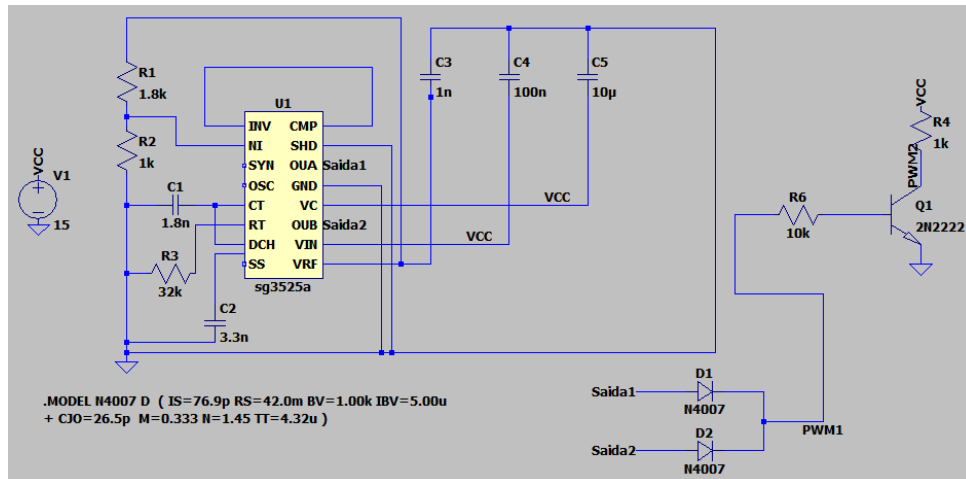 VCC
V1
15
R1
1.8k
R2
1k
C1
1.8n
R3
32k
C2
3.3n
U1
INV CMP
NI SHD
SYN OUA Saida1
OSC GND
CT VC
RT OUB Saida2
DCH VIN
SS VRF
sg3525a
VCC
VCC
C3
1n
C4
100n
C5
10µ
VCC
R4
1k
PWM2
R6
10k
Q1
2N2222
D1
Saida1
N4007
D2
Saida2
N4007
PWM1
.MODEL N4007 D ( IS=76.9p RS=42.0m BV=1.00k IBV=5.00u
+ CJO=26.5p M=0.333 N=1.45 TT=4.32u )